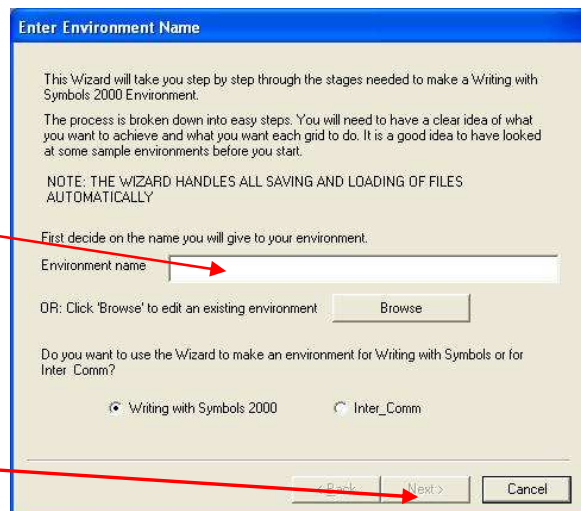 Enter Environment Name
This Wizard will take you step by step through the stages needed to make a Writing with
Symbols 2000 Environment.
The process is broken down into easy steps. You will need to have a clear idea of what
you want to achieve and what you want each grid to do. It is a good idea to have looked
at some sample environments before you start.
NOTE: THE WIZARD HANDLES ALL SAVING AND LOADING OF FILES
AUTOMATICALLY
First decide on the name you will give to your environment.
Environment name
OR: Click 'Browse' to edit an existing environment
Browse
Do you want to use the Wizard to make an environment for Writing with Symbols or for
Inter_Comm?
Writing with Symbols 2000
Inter_Comm
< Back
Next >
Cancel